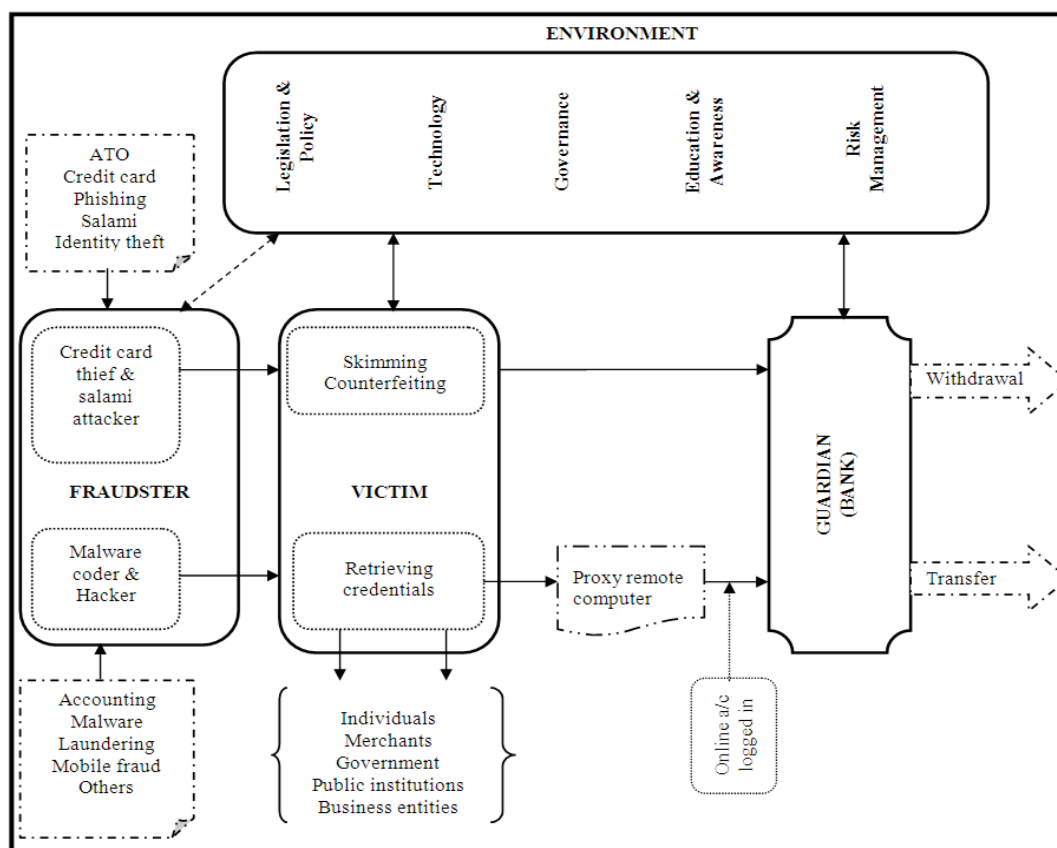 ENVIRONMENT
Legislation &
Policy
Technology
Governance
Education &
Awareness
Risk
Management
ATO
Credit card
Phishing
Salami
Identity theft
Credit card
thief &
salami
attacker
FRAUDSTER
Malware
coder &
Hacker
Accounting
Malware
Laundering
Mobile fraud
Others
Skimming
Counterfeiting
VICTIM
Retrieving
credentials
Individuals
Merchants
Government
Public institutions
Business entities
Proxy remote
computer
Online a/c
logged in
GUARDIAN
(BANK)
Withdrawal
Transfer